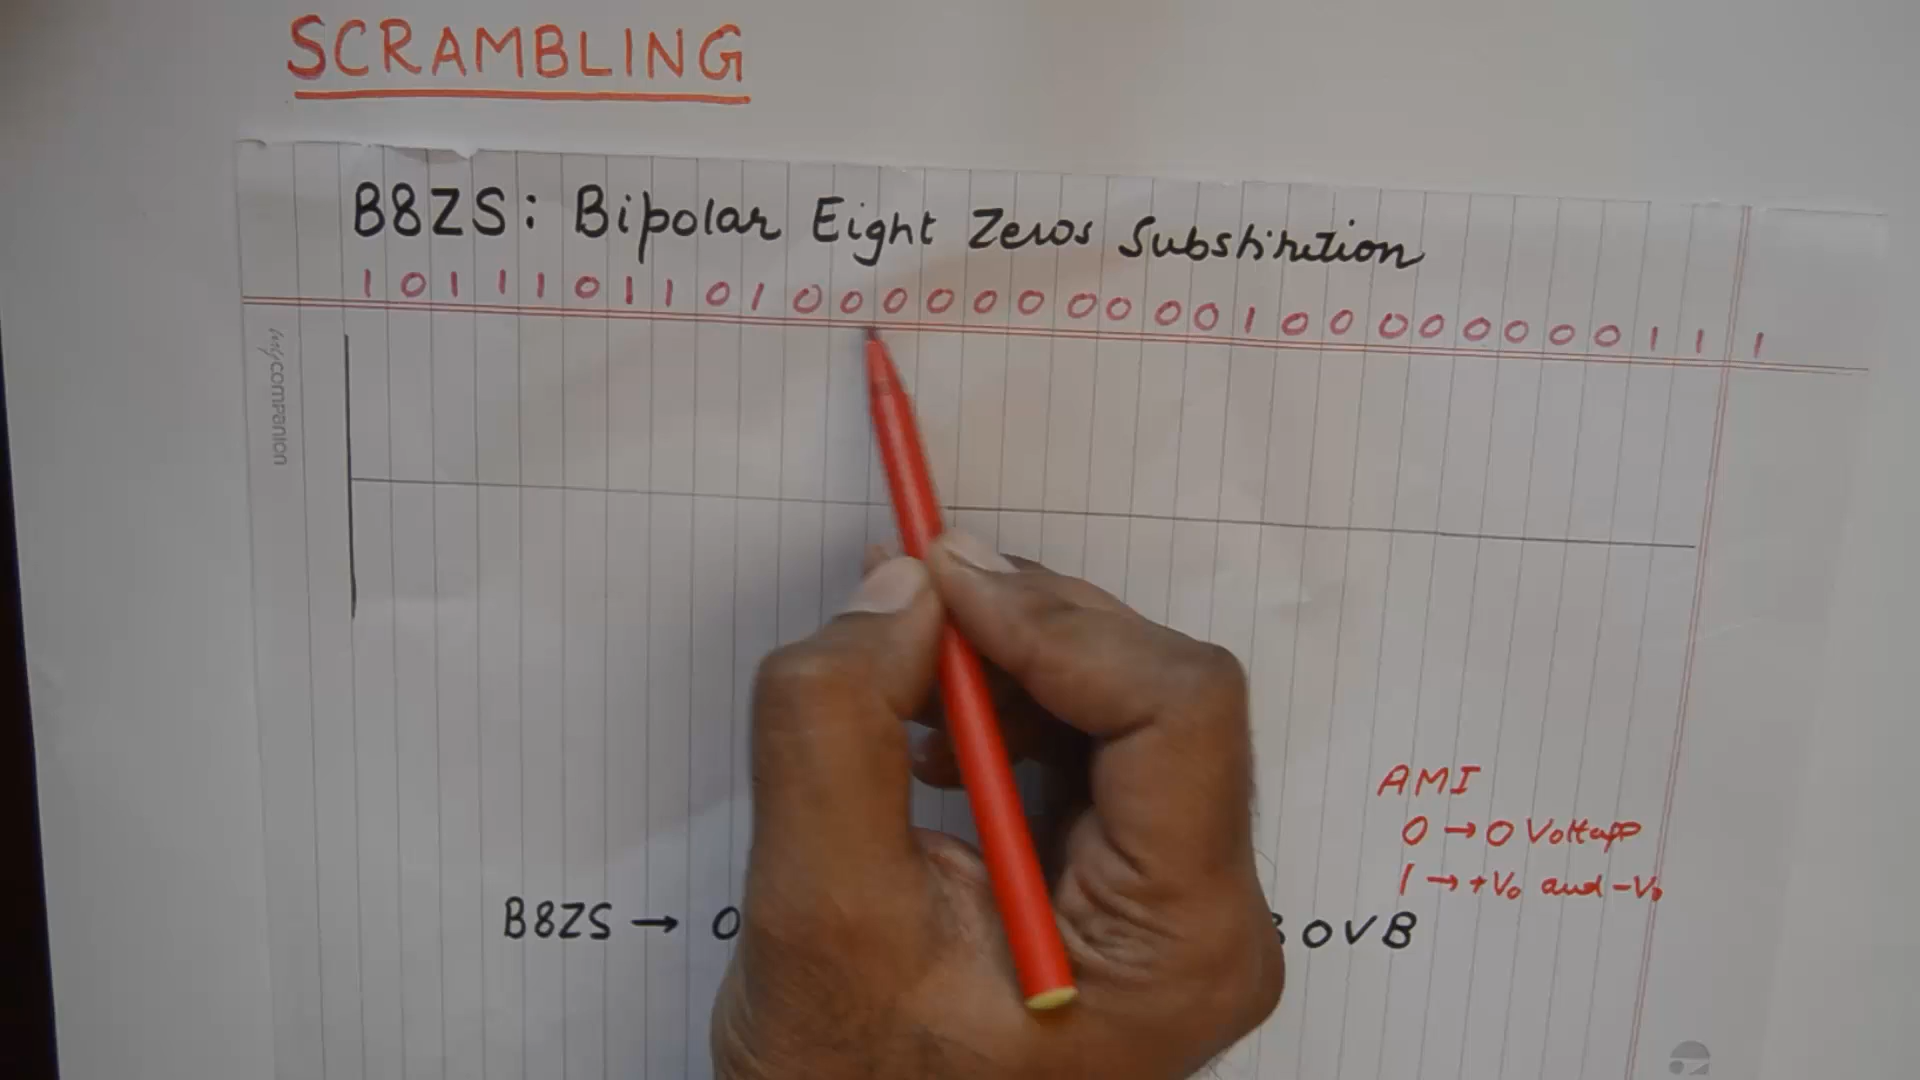 SCRAMBLING
B8ZS: Bipolar Eight Zeros Substitution
1 0 1 1 1 0 1 1 0 1 0 0 0 0 0 0 0 0 0 0 1 0 0 0 0 0 0 0 0 1 1 1
mycompanion
AMI
0 → 0 Voltage
1 → +V₀ and -V₀
B8ZS → 0 0VB